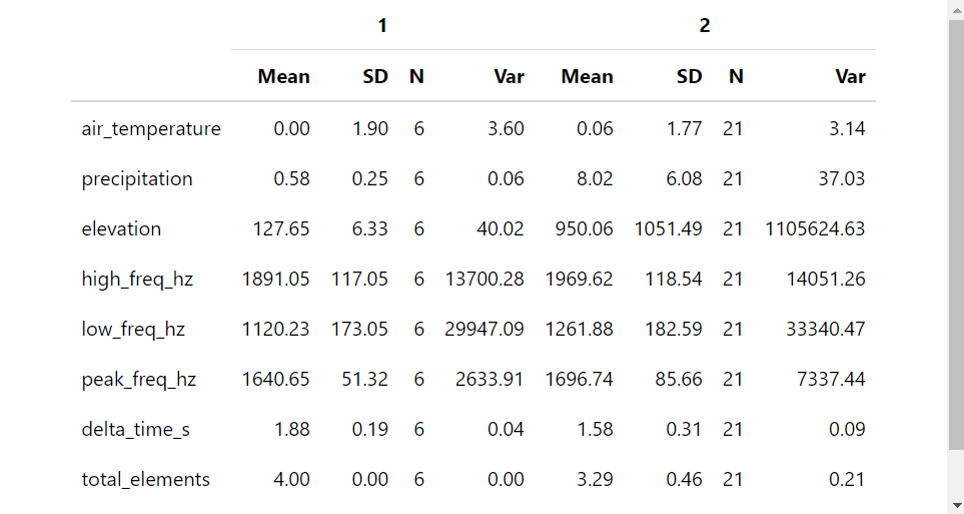 1 2
Mean SD N Var Mean SD N Var
air_temperature 0.00 1.90 6 3.60 0.06 1.77 21 3.14
precipitation 0.58 0.25 6 0.06 8.02 6.08 21 37.03
elevation 127.65 6.33 6 40.02 950.06 1051.49 21 1105624.63
high_freq_hz 1891.05 117.05 6 13700.28 1969.62 118.54 21 14051.26
low_freq_hz 1120.23 173.05 6 29947.09 1261.88 182.59 21 33340.47
peak_freq_hz 1640.65 51.32 6 2633.91 1696.74 85.66 21 7337.44
delta_time_s 1.88 0.19 6 0.04 1.58 0.31 21 0.09
total_elements 4.00 0.00 6 0.00 3.29 0.46 21 0.21